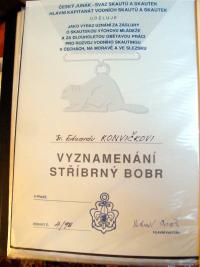 ČESKÝ JUNÁK - SVAZ SKAUTŮ A SKAUTEK
HLAVNÍ KAPITANÁT VODNÍCH SKAUTŮ A SKAUTEK
UDĚLUJE
JAKO VÝRAZ UZNÁNÍ ZA ZÁSLUHY
O SKAUTSKOU VÝCHOVU MLÁDEŽE
A ZA DLOUHOLETOU OBĚTAVOU PRÁCI
PRO ROZVOJ VODNÍHO SKAUTINGU
V ČECHÁCH, NA MORAVĚ A VE SLEZSKU
Eduardu KONVIČKOVI
VYZNAMENÁNÍ
STŘÍBRNÝ BOBR
V PRAZE